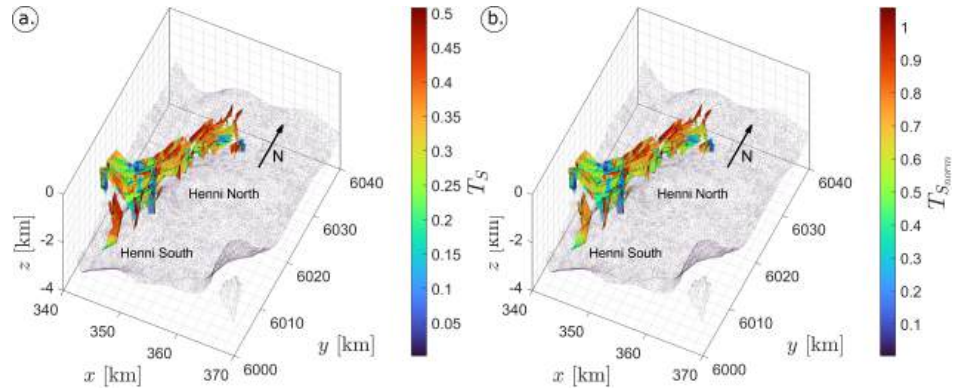 a.
0.5
0.45
0.4
0.35
0.3
0.25
0.2
0.15
0.1
0.05
T_S
N
Henni North
Henni South
0
-2
-4
z [km]
340
350
360
370
x [km]
6000
6010
6020
6030
6040
y [km]
b.
1
0.9
0.8
0.7
0.6
0.5
0.4
0.3
0.2
0.1
T_{S_{norm}}
N
Henni North
Henni South
0
-2
-4
z [km]
340
350
360
370
x [km]
6000
6010
6020
6030
6040
y [km]